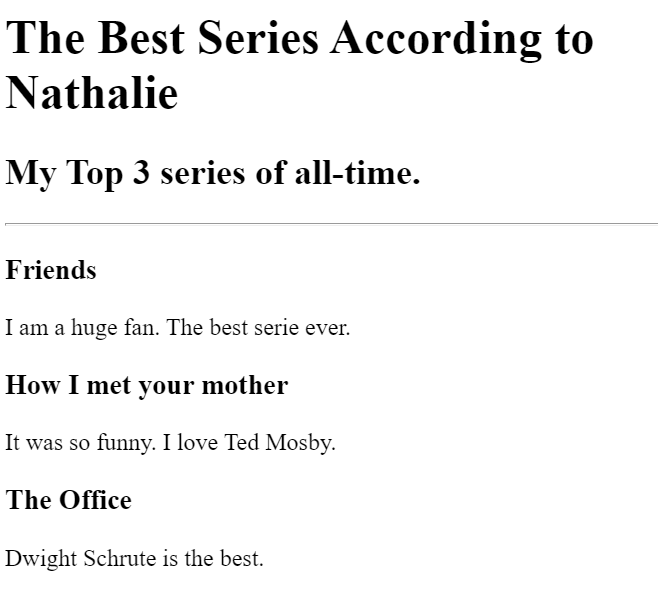 The Best Series According to
Nathalie
My Top 3 series of all-time.
Friends
I am a huge fan. The best serie ever.
How I met your mother
It was so funny. I love Ted Mosby.
The Office
Dwight Schrute is the best.